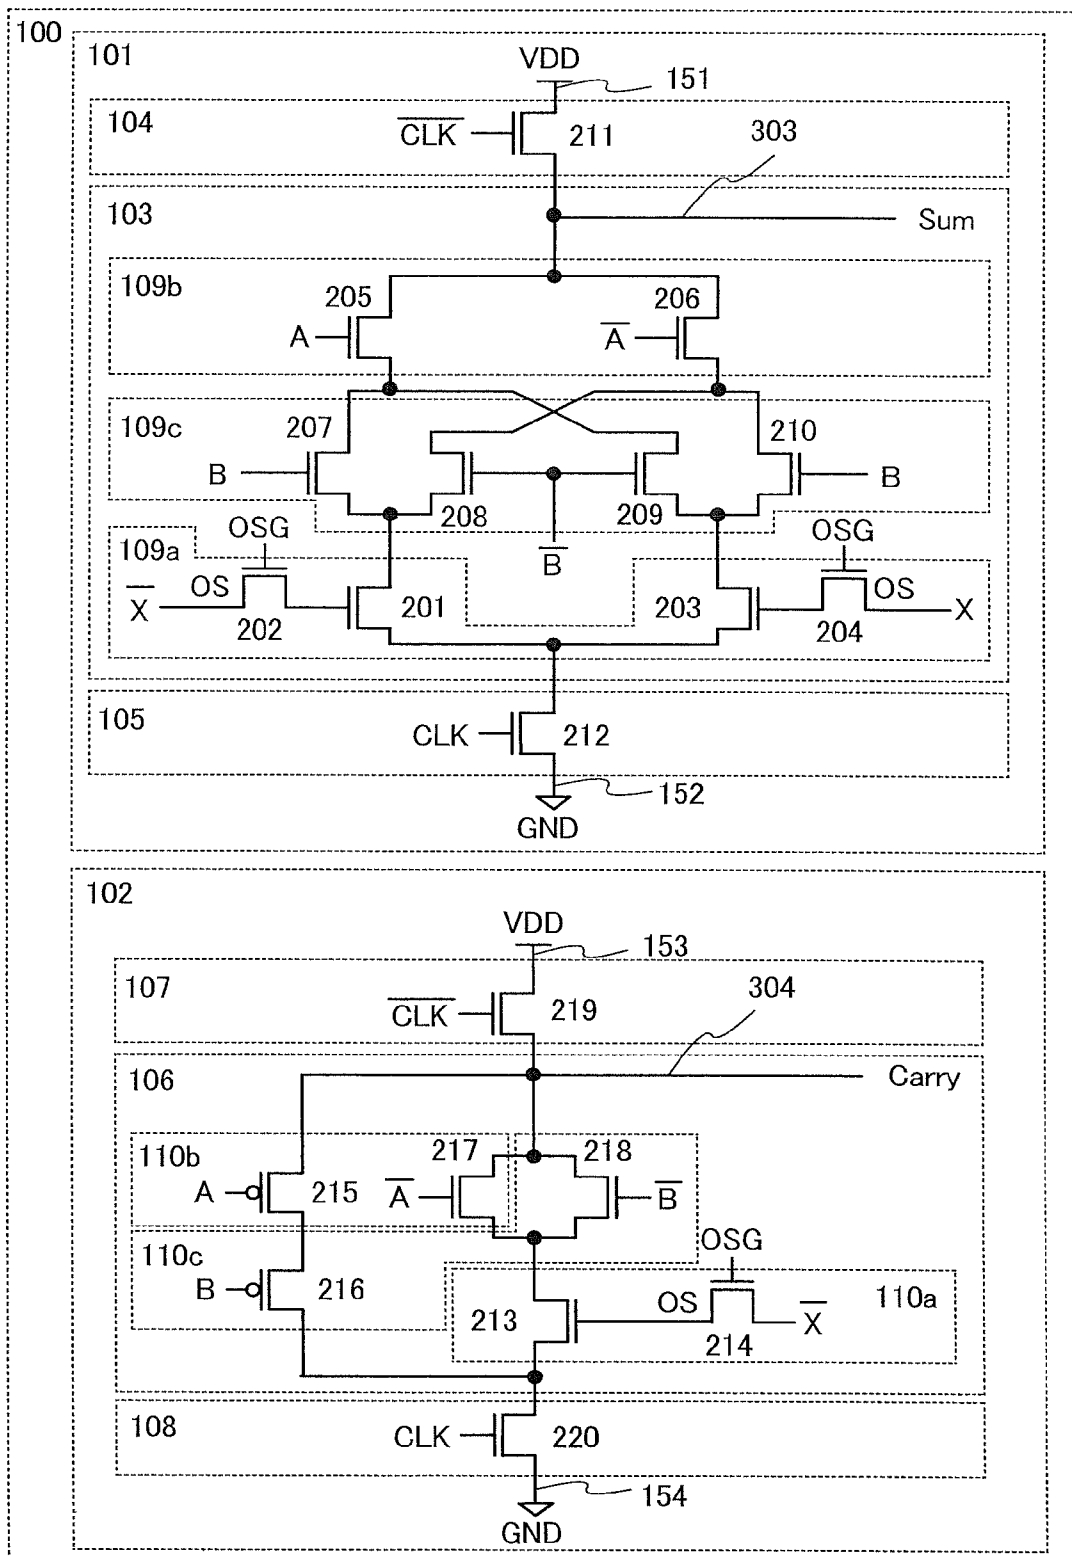 100
101
VDD
151
104
C̅L̅K̅
211
303
103
Sum
109b
205
206
A
A̅
109c
207
210
B
B
208
209
OSG
OSG
109a
B̅
X̅
OS
201
203
OS
X
202
204
105
CLK
212
152
GND
102
VDD
153
107
C̅L̅K̅
219
304
106
Carry
110b
217
218
A
215
A̅
B̅
110c
OSG
B
216
OS
110a
213
X̅
214
108
CLK
220
154
GND